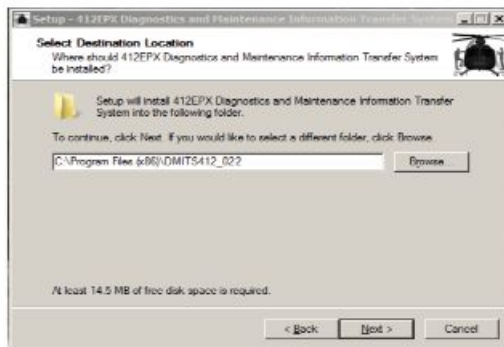 Setup - 412EPX Diagnostics and Maintenance Information Transfer System
Select Destination Location
Where should 412EPX Diagnostics and Maintenance Information Transfer System
be installed?
Setup will install 412EPX Diagnostics and Maintenance Information Transfer
System into the following folder.
To continue, click Next. If you would like to select a different folder, click Browse.
C:\Program Files (x86)\DMITS412_022
Browse...
At least 14.5 MB of free disk space is required.
< Back
Next >
Cancel